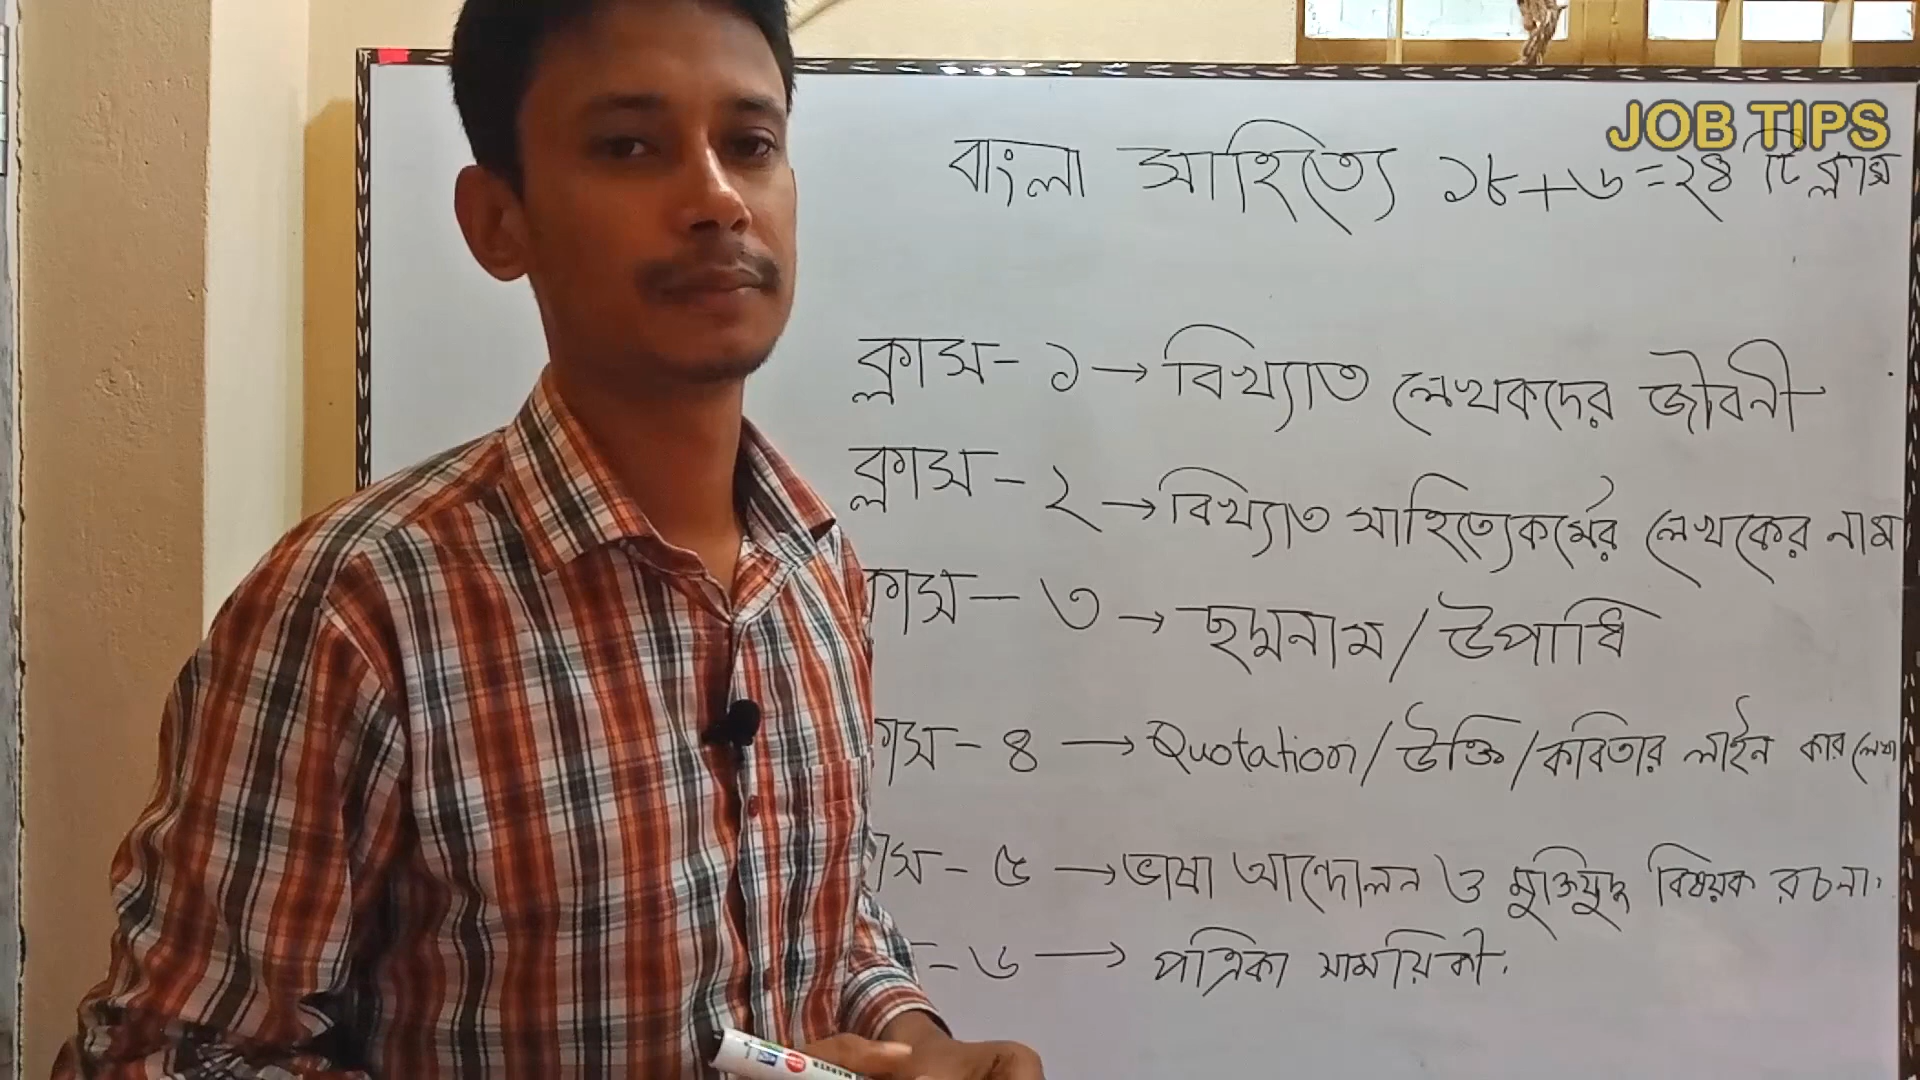 JOB TIPS
বাংলা সাহিত্যে ১৮+৬=২৪ টি ক্লাস
ক্লাস- ১ → বিখ্যাত লেখকদের জীবনী
ক্লাস- ২ → বিখ্যাত সাহিত্যেকর্মের লেখকের নাম
ক্লাস- ৩ → ছদ্মনাম/উপাধি
ক্লাস- ৪ → Quotation/উক্তি/কবিতার লাইন কার লেখা
াস- ৫ → ভাষা আন্দোলন ও মুক্তিযুদ্ধ বিষয়ক রচনা।
- ৬ → পত্রিকা সাময়িকী।